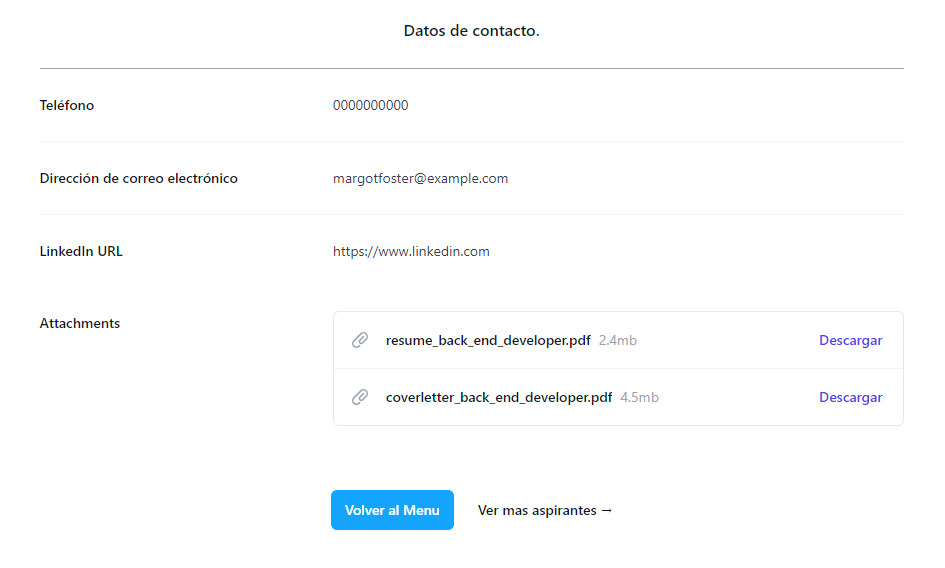 Datos de contacto.
Teléfono 0000000000
Dirección de correo electrónico margotfoster@example.com
LinkedIn URL https://www.linkedin.com
Attachments
resume_back_end_developer.pdf 2.4mb Descargar
coverletter_back_end_developer.pdf 4.5mb Descargar
Volver al Menu Ver mas aspirantes →